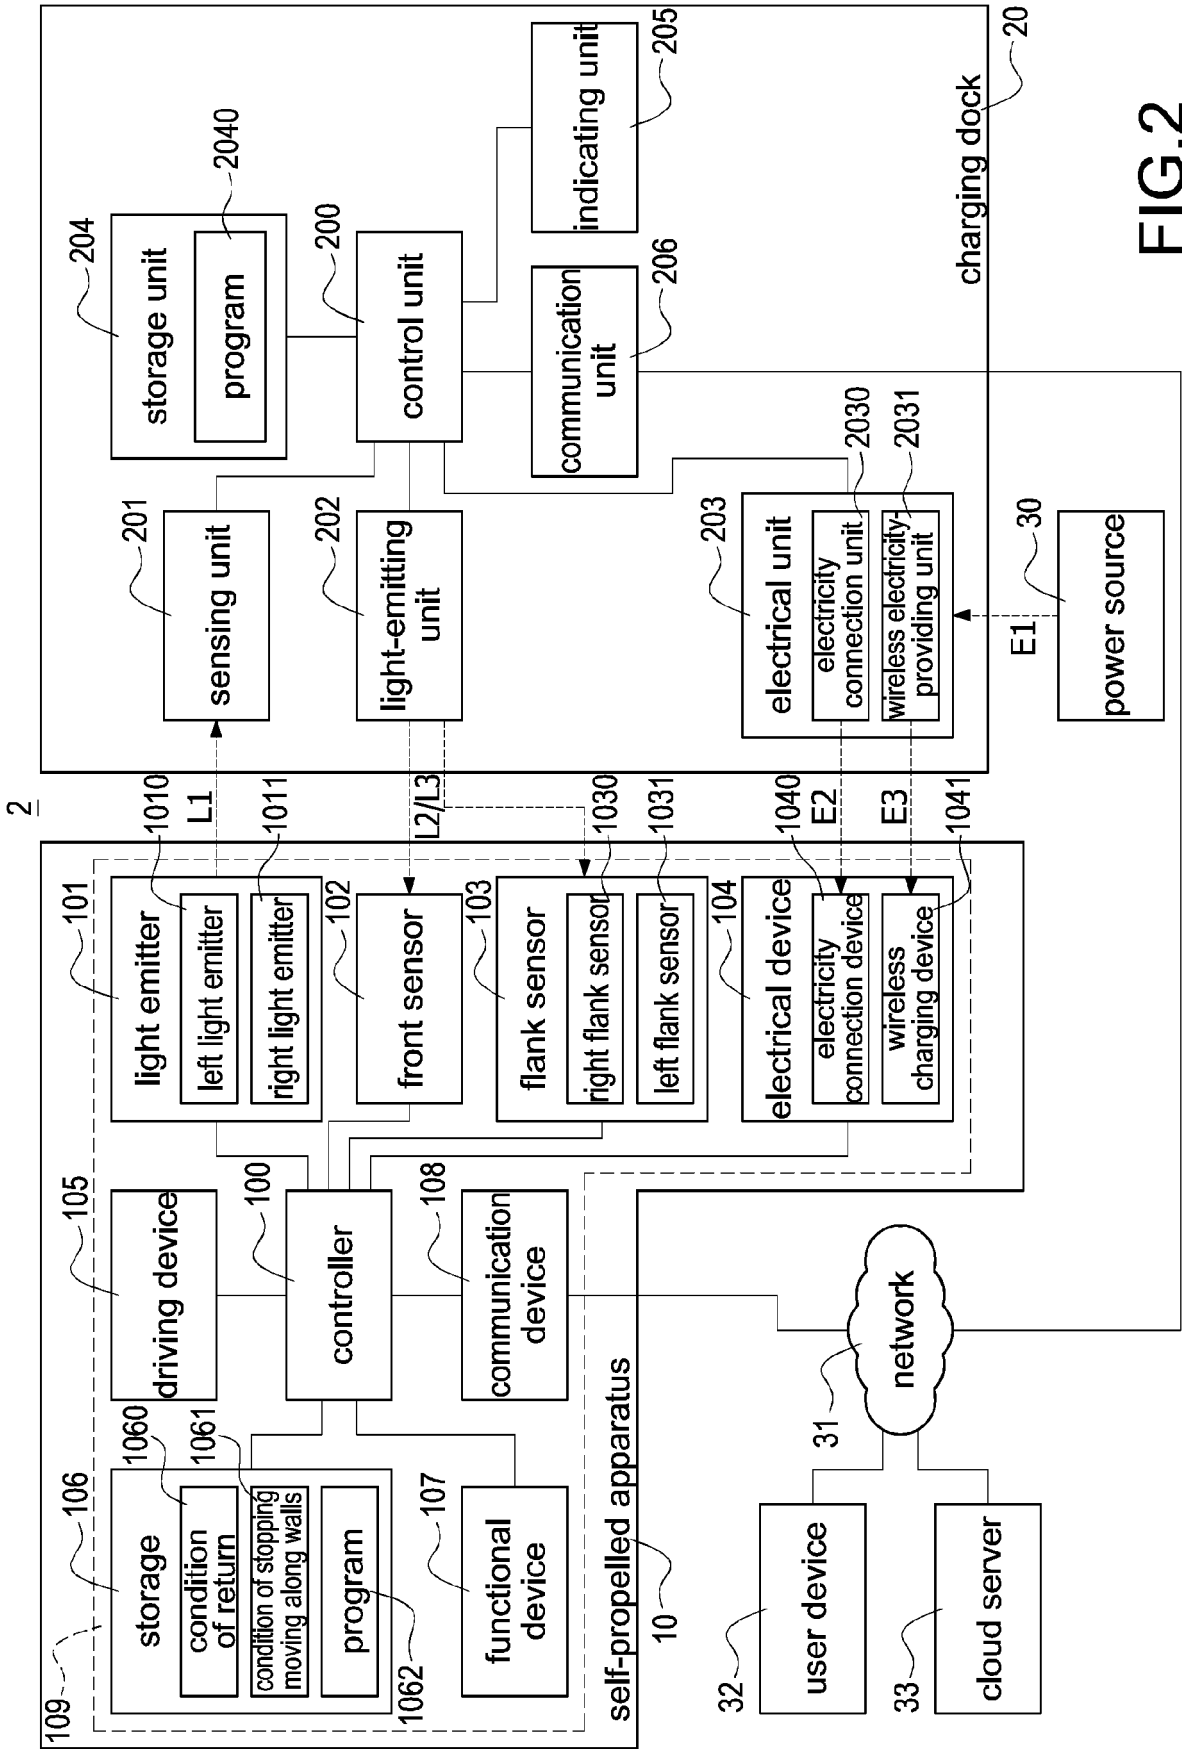 2
109
106
storage
1060
condition
of return
1061
condition of stopping
moving along walls
program
1062
107
functional
device
self-propelled apparatus
10
105
driving device
100
controller
108
communication
device
101
light emitter
1010
left light emitter
1011
right light emitter
102
front sensor
103
flank sensor
1030
right flank sensor
1031
left flank sensor
104
electrical device
1040
electricity
connection device
1041
wireless
charging device
L1
L2/L3
E2
E3
201
sensing unit
202
light-emitting
unit
203
electrical unit
2030
electricity
connection unit
2031
wireless electricity-
providing unit
204
storage unit
2040
program
200
control unit
205
indicating unit
206
communication
unit
charging dock
20
E1
30
power source
31
network
32
user device
33
cloud server
FIG.2